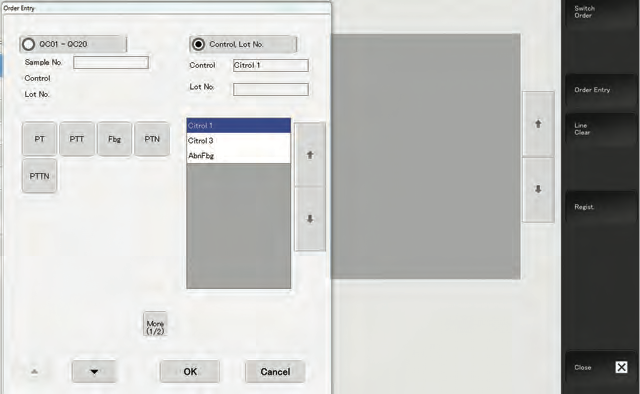 Order Entry
QC01 - QC20
Sample No.
Control
Lot No.
Control, Lot No.
Control Citrol 1
Lot No.
PT PTT Fbg PTN
PTTN
Citrol 1
Citrol 3
AbnFbg
More
(1/2)
OK Cancel
Switch
Order
Order Entry
Line
Clear
Regist.
Close